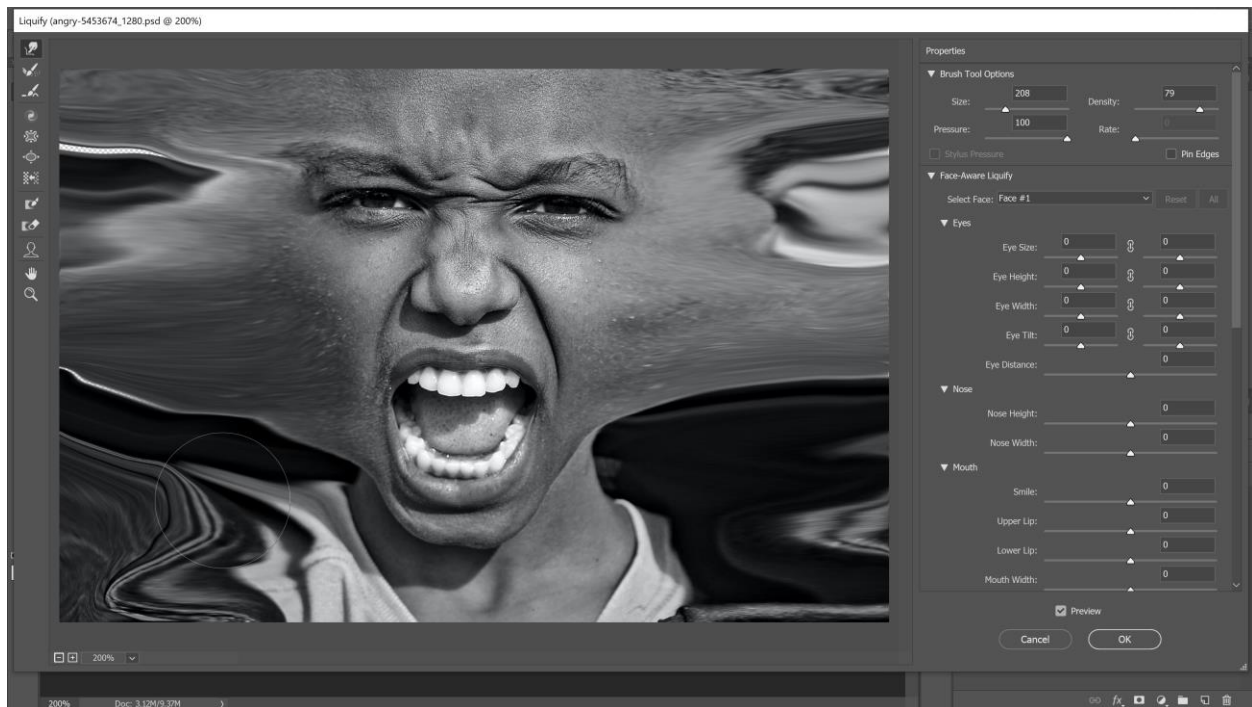 Liquify (angry-5453674_1280.psd @ 200%)
Properties
Brush Tool Options
Size: 208 Density: 79
Pressure: 100 Rate: 0
Stylus Pressure Pin Edges
Face-Aware Liquify
Select Face: Face #1 Reset All
Eyes
Eye Size: 0 0
Eye Height: 0 0
Eye Width: 0 0
Eye Tilt: 0 0
Eye Distance: 0
Nose
Nose Height: 0
Nose Width: 0
Mouth
Smile: 0
Upper Lip: 0
Lower Lip: 0
Mouth Width: 0
Preview
Cancel OK
200%
200% Doc: 3.12M/9.37M
fx